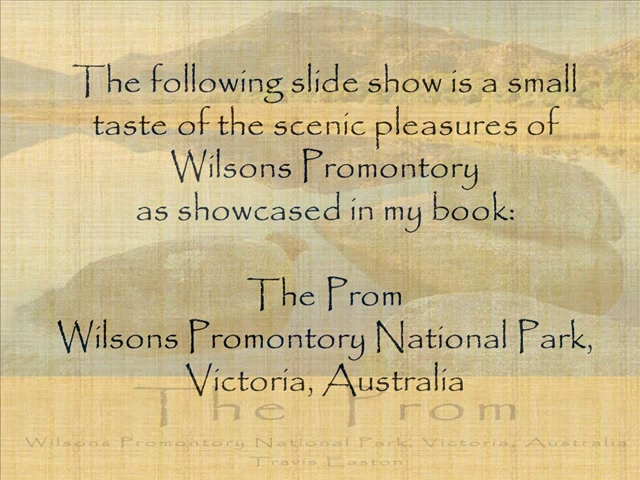 The following slide show is a small
taste of the scenic pleasures of
Wilsons Promontory
as showcased in my book:
The Prom
Wilsons Promontory National Park,
Victoria, Australia
The Prom
Wilsons Promontory National Park, Victoria, Australia
Travis Easton